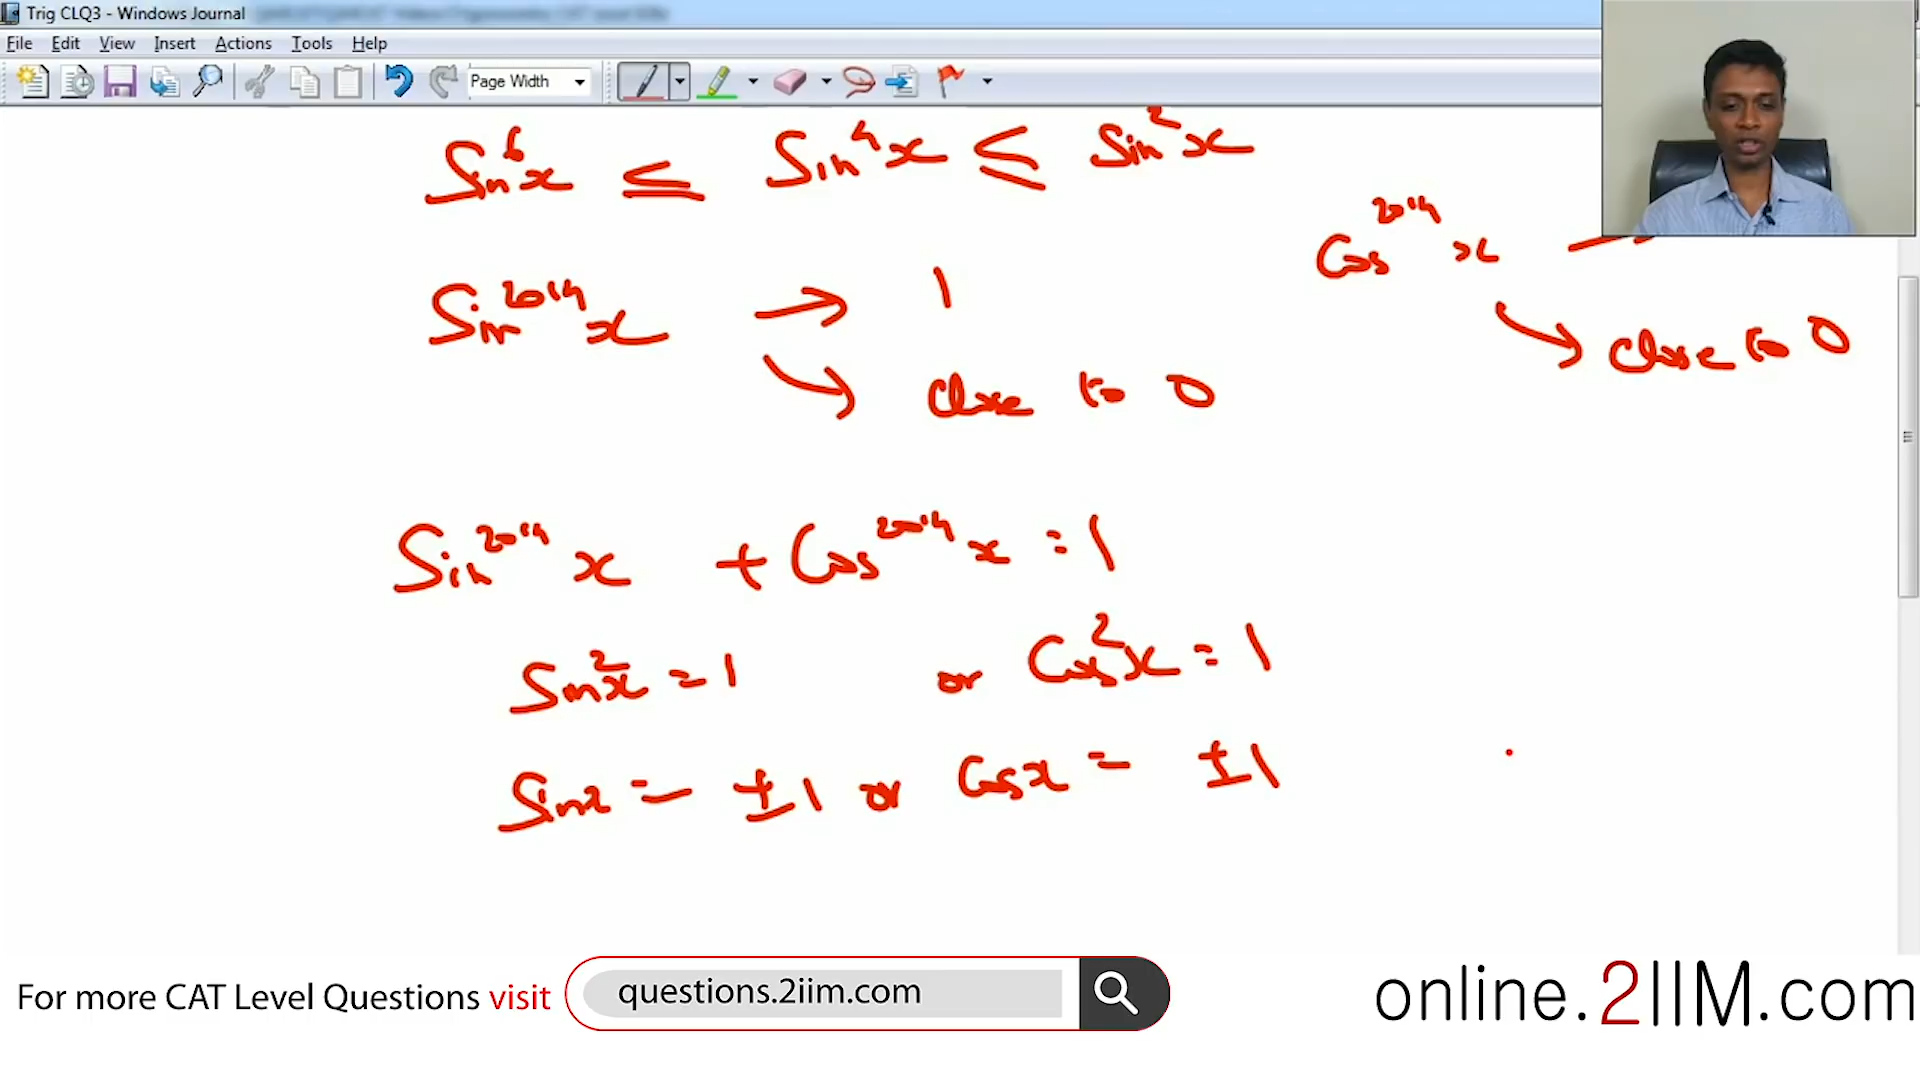 Trig CLQ3 - Windows Journal
File Edit View Insert Actions Tools Help
Page Width
Sin⁶x ≤ Sin⁴x ≤ Sin²x
Cos²⁰¹⁴x →
Sin²⁰¹⁴x → 1
close to 0
close to 0
Sin²⁰¹⁴x + Cos²⁰¹⁴x = 1
Sin²x = 1 or Cos²x = 1
Sinx = ±1 or Cosx = ±1
For more CAT Level Questions visit questions.2iim.com
online.2IIM.com